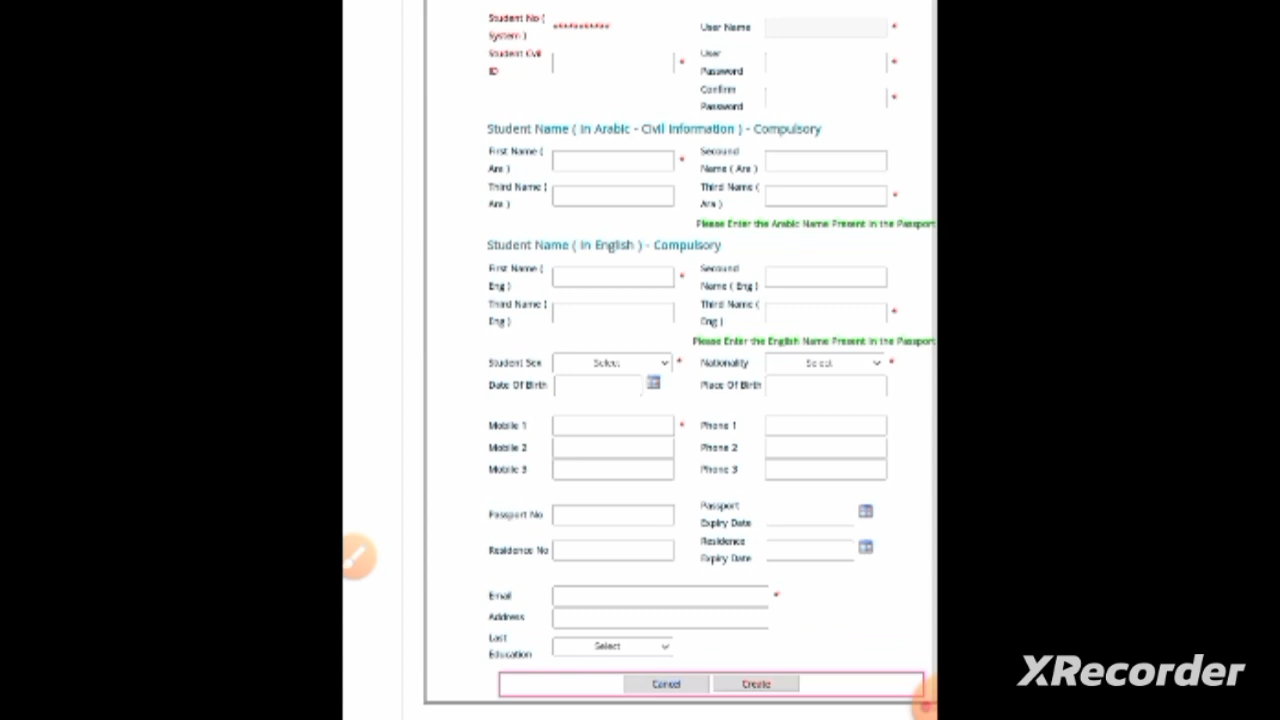 Student No ( System ) ********** User Name *
Student Civil ID * User Password *
Confirm Password *
Student Name ( In Arabic - Civil Information ) - Compulsory
First Name ( Are ) * Secound Name ( Are )
Third Name ( Are ) Third Name ( Are ) *
Please Enter the Arabic Name Present in the Passport
Student Name ( In English ) - Compulsory
First Name ( Eng ) * Secound Name ( Eng )
Third Name ( Eng ) Third Name ( Eng ) *
Please Enter the English Name Present in the Passport
Student Sex Select * Nationality Select *
Date Of Birth Place Of Birth
Mobile 1 * Phone 1
Mobile 2 Phone 2
Mobile 3 Phone 3
Passport No Passport Expiry Date
Residence No Residence Expiry Date
Email *
Address
Last Education Select
Cancel Create
XRecorder